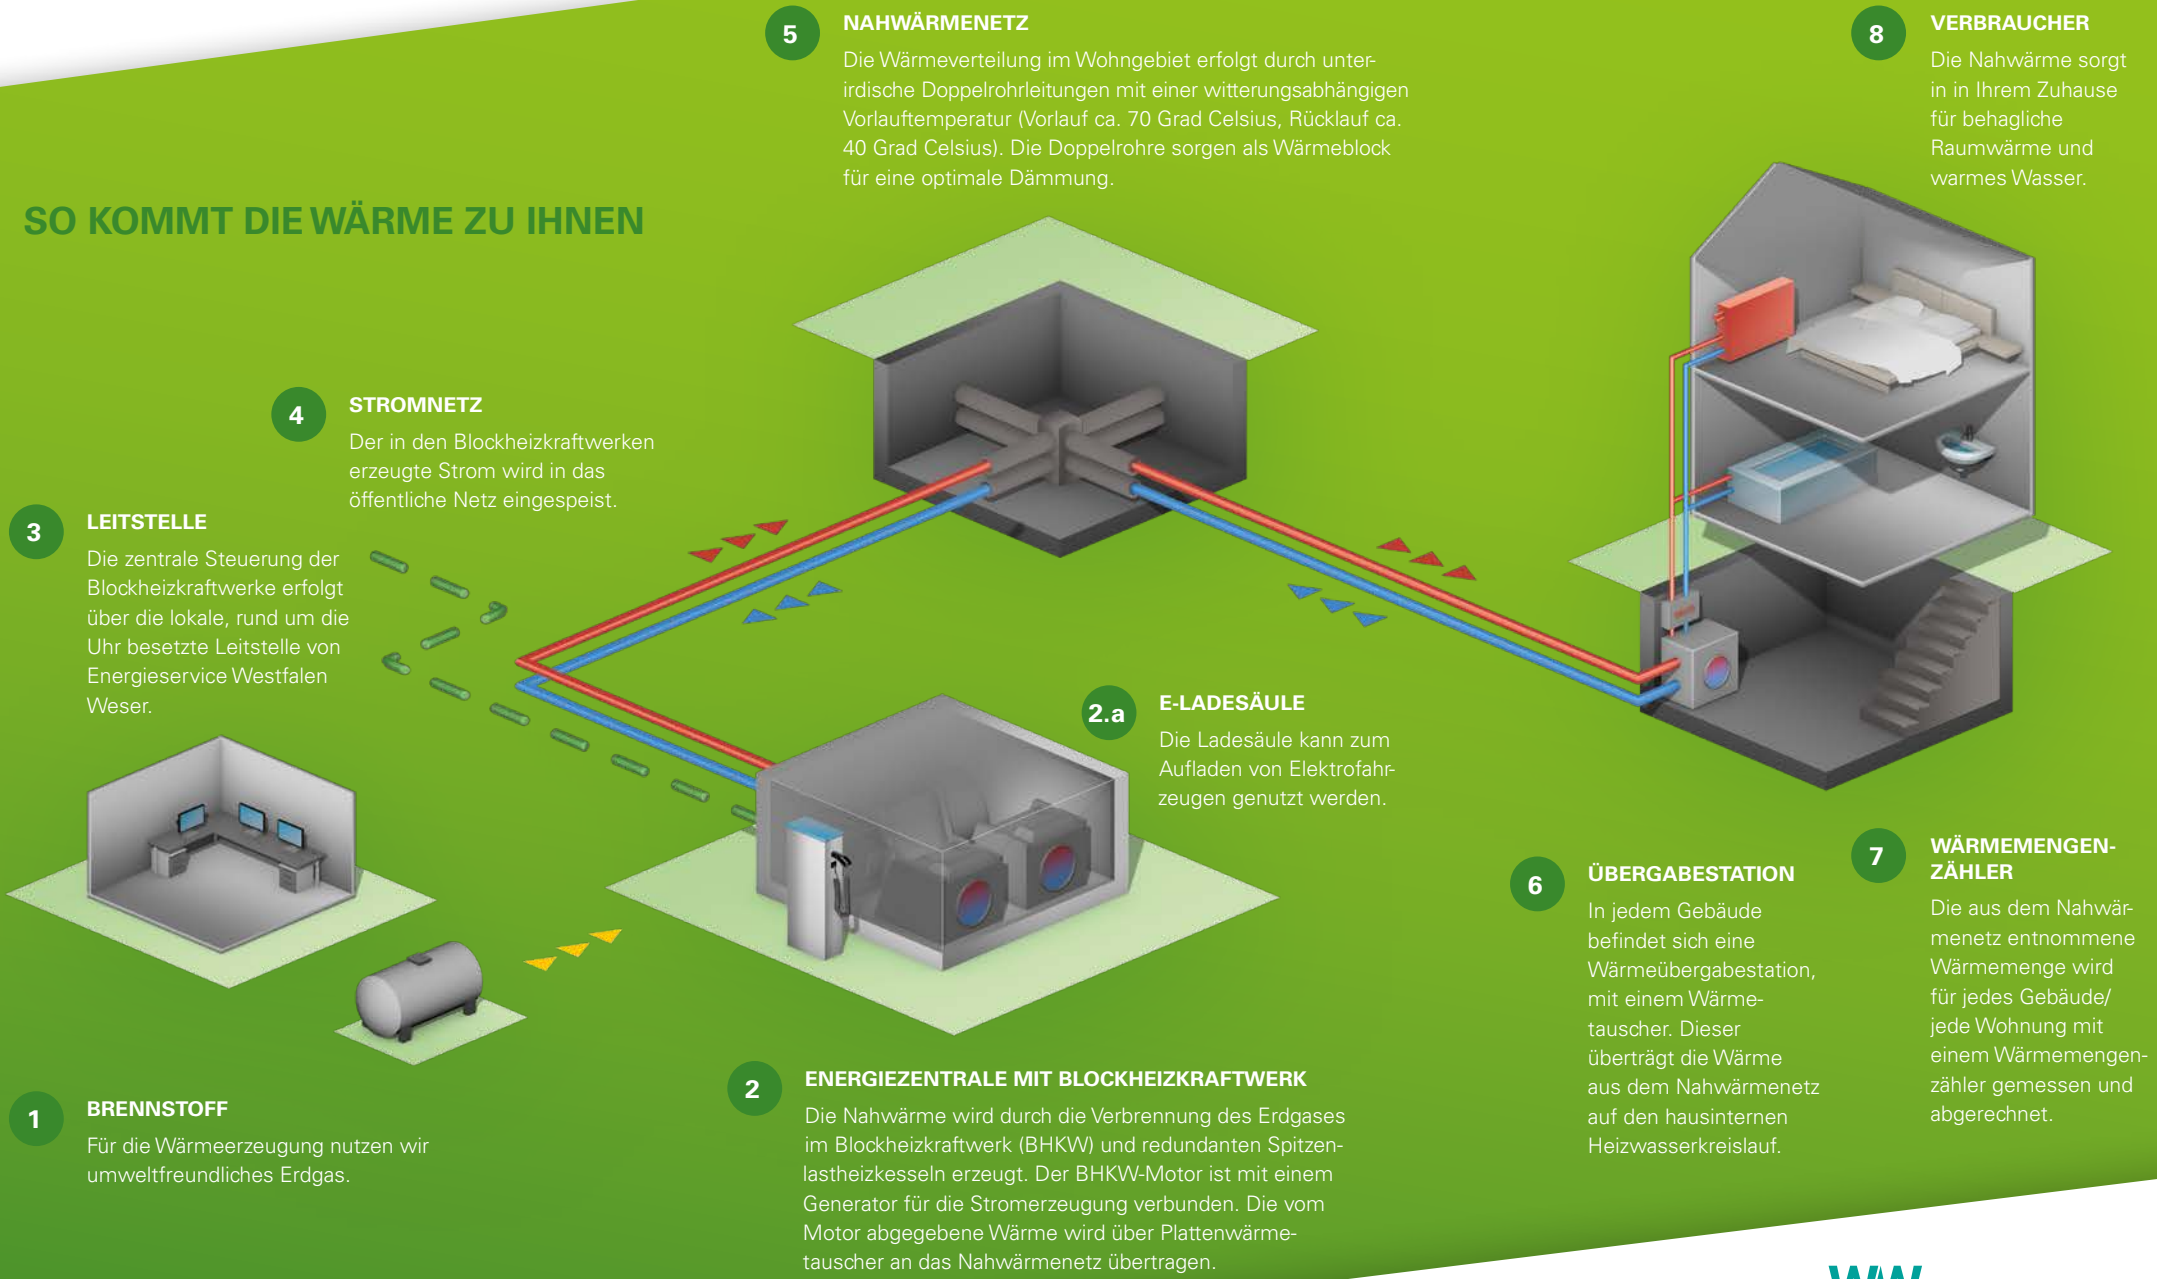 SO KOMMT DIE WÄRME ZU IHNEN
1
BRENNSTOFF
Für die Wärmeerzeugung nutzen wir
umweltfreundliches Erdgas.
2
ENERGIEZENTRALE MIT BLOCKHEIZKRAFTWERK
Die Nahwärme wird durch die Verbrennung des Erdgases
im Blockheizkraftwerk (BHKW) und redundanten Spitzen-
lastheizkesseln erzeugt. Der BHKW-Motor ist mit einem
Generator für die Stromerzeugung verbunden. Die vom
Motor abgegebene Wärme wird über Plattenwärme-
tauscher an das Nahwärmenetz übertragen.
2.a
E-LADESÄULE
Die Ladesäule kann zum
Aufladen von Elektrofahr-
zeugen genutzt werden.
3
LEITSTELLE
Die zentrale Steuerung der
Blockheizkraftwerke erfolgt
über die lokale, rund um die
Uhr besetzte Leitstelle von
Energieservice Westfalen
Weser.
4
STROMNETZ
Der in den Blockheizkraftwerken
erzeugte Strom wird in das
öffentliche Netz eingespeist.
5
NAHWÄRMENETZ
Die Wärmeverteilung im Wohngebiet erfolgt durch unter-
irdische Doppelrohrleitungen mit einer witterungsabhängigen
Vorlauftemperatur (Vorlauf ca. 70 Grad Celsius, Rücklauf ca.
40 Grad Celsius). Die Doppelrohre sorgen als Wärmeblock
für eine optimale Dämmung.
6
ÜBERGABESTATION
In jedem Gebäude
befindet sich eine
Wärmeübergabestation,
mit einem Wärme-
tauscher. Dieser
überträgt die Wärme
aus dem Nahwärmenetz
auf den hausinternen
Heizwasserkreislauf.
7
WÄRMEMENGEN-
ZÄHLER
Die aus dem Nahwär-
menetz entnommene
Wärmemenge wird
für jedes Gebäude/
jede Wohnung mit
einem Wärmemengen-
zähler gemessen und
abgerechnet.
8
VERBRAUCHER
Die Nahwärme sorgt
in in Ihrem Zuhause
für behagliche
Raumwärme und
warmes Wasser.